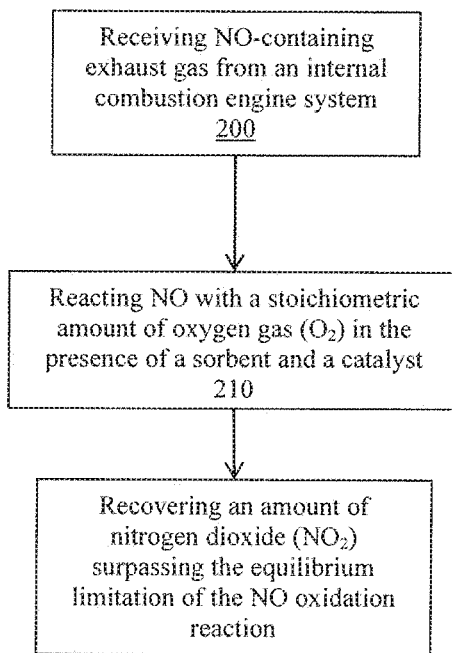 Receiving NO-containing
exhaust gas from an internal
combustion engine system
200
Reacting NO with a stoichiometric
amount of oxygen gas (O₂) in the
presence of a sorbent and a catalyst
210
Recovering an amount of
nitrogen dioxide (NO₂)
surpassing the equilibrium
limitation of the NO oxidation
reaction